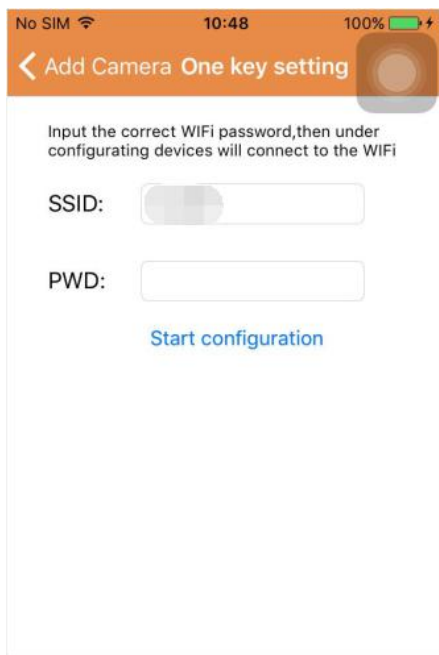 No SIM 10:48 100%
Add Camera One key setting
Input the correct WIFi password,then under
configurating devices will connect to the WIFi
SSID:
PWD:
Start configuration